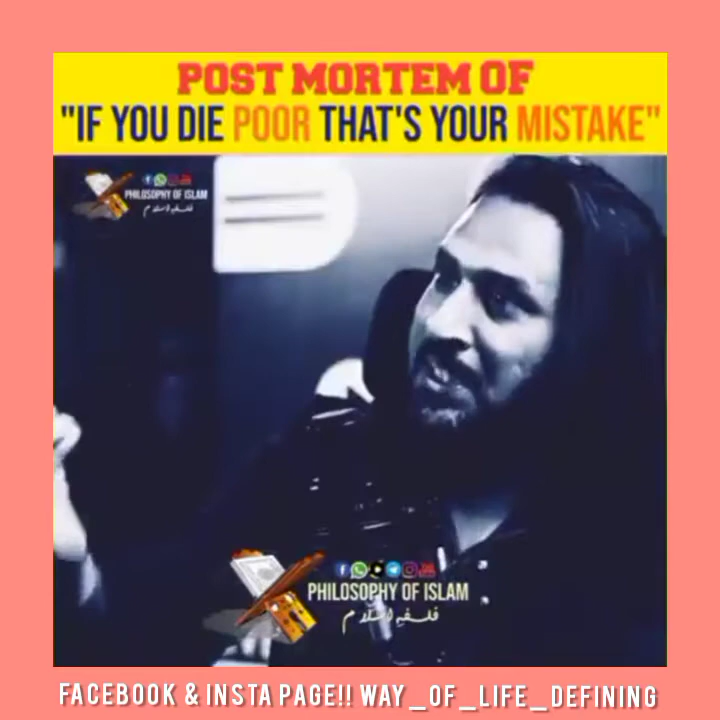 POST MORTEM OF
"IF YOU DIE POOR THAT'S YOUR MISTAKE"
PHILOSOPHY OF ISLAM
فلسفہ اسلام
PHILOSOPHY OF ISLAM
فلسفہ اسلام
FACEBOOK & INSTA PAGE!! WAY_OF_LIFE_DEFINING